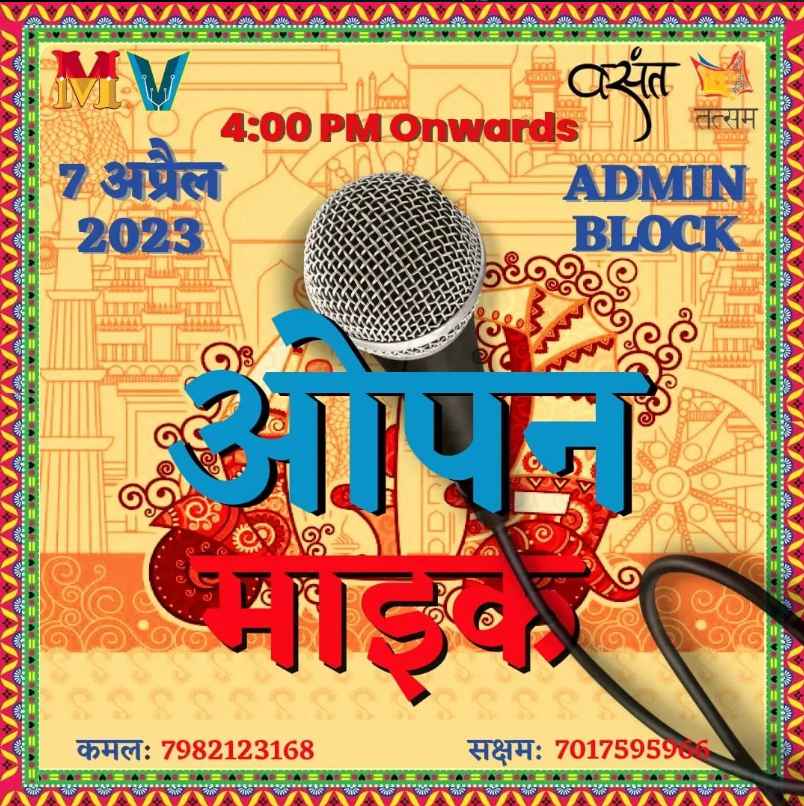 MV
वसंत
तत्सम
4:00 PM Onwards
7 अप्रैल
2023
ADMIN
BLOCK
ओपन
माइक
कमल: 7982123168
सक्षम: 7017595966